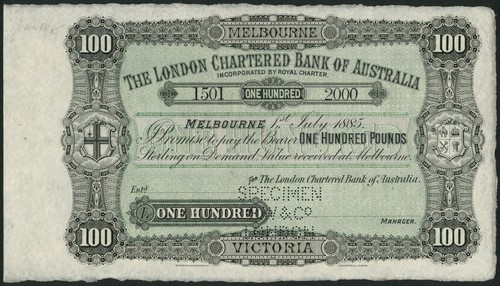 100 MELBOURNE 100
THE LONDON CHARTERED BANK OF AUSTRALIA
INCORPORATED BY ROYAL CHARTER.
1501 ONE HUNDRED 2000
MELBOURNE 1st July 1885.
I Promise to pay the Bearer ONE HUNDRED POUNDS
Sterling on Demand Value received at Melbourne.
For The London Chartered Bank of Australia.
SPECIMEN
Entd
£ ONE HUNDRED
W&Co
MANAGER.
100 VICTORIA 100